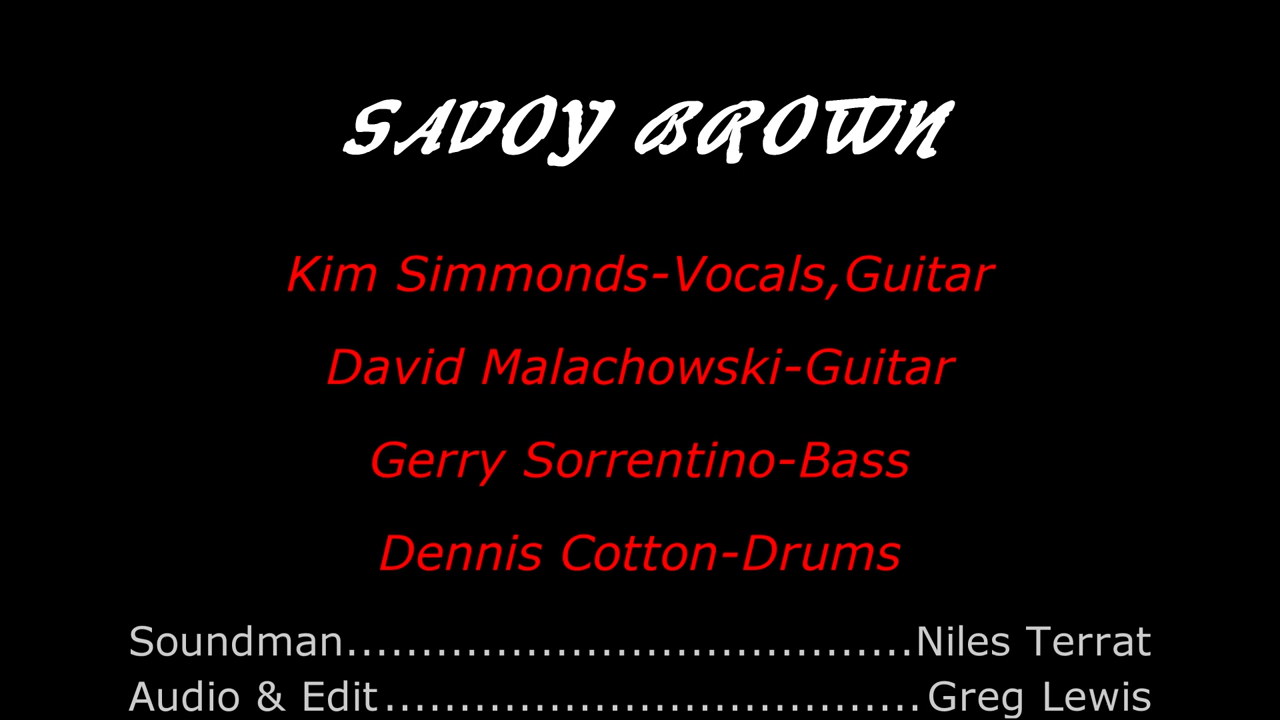 SAVOY BROWN
Kim Simmonds-Vocals,Guitar
David Malachowski-Guitar
Gerry Sorrentino-Bass
Dennis Cotton-Drums
Soundman......................................Niles Terrat
Audio & Edit....................................Greg Lewis